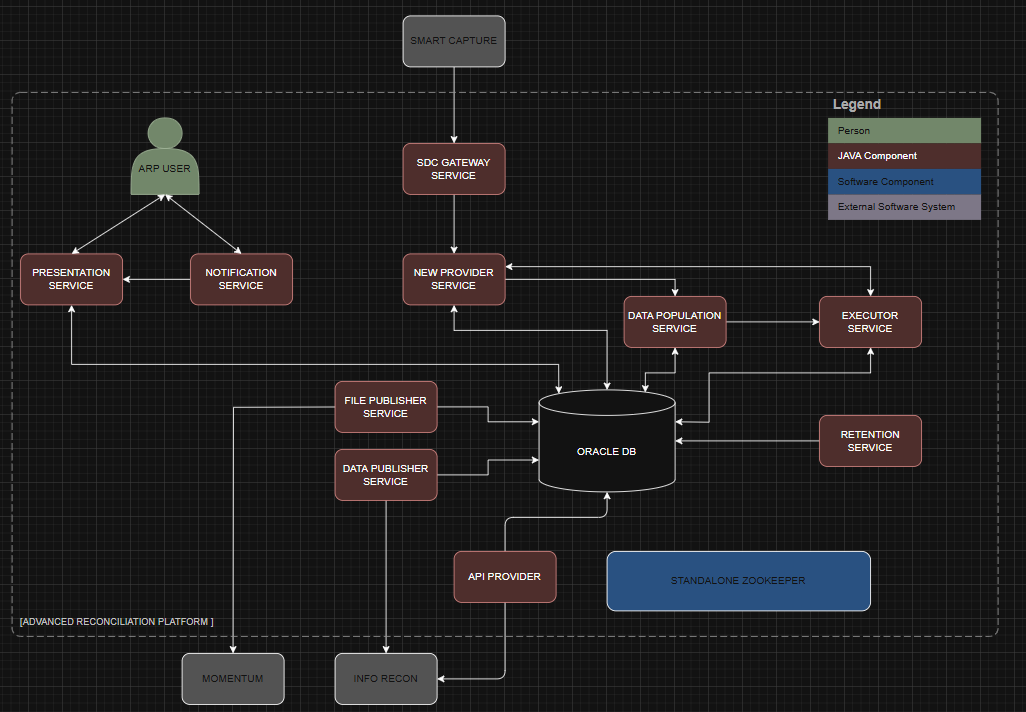 SMART CAPTURE
Legend
Person
JAVA Component
Software Component
External Software System
ARP USER
SDC GATEWAY
SERVICE
PRESENTATION
SERVICE
NOTIFICATION
SERVICE
NEW PROVIDER
SERVICE
DATA POPULATION
SERVICE
EXECUTOR
SERVICE
FILE PUBLISHER
SERVICE
DATA PUBLISHER
SERVICE
ORACLE DB
RETENTION
SERVICE
API PROVIDER
STANDALONE ZOOKEEPER
[ADVANCED RECONCILIATION PLATFORM ]
MOMENTUM
INFO RECON